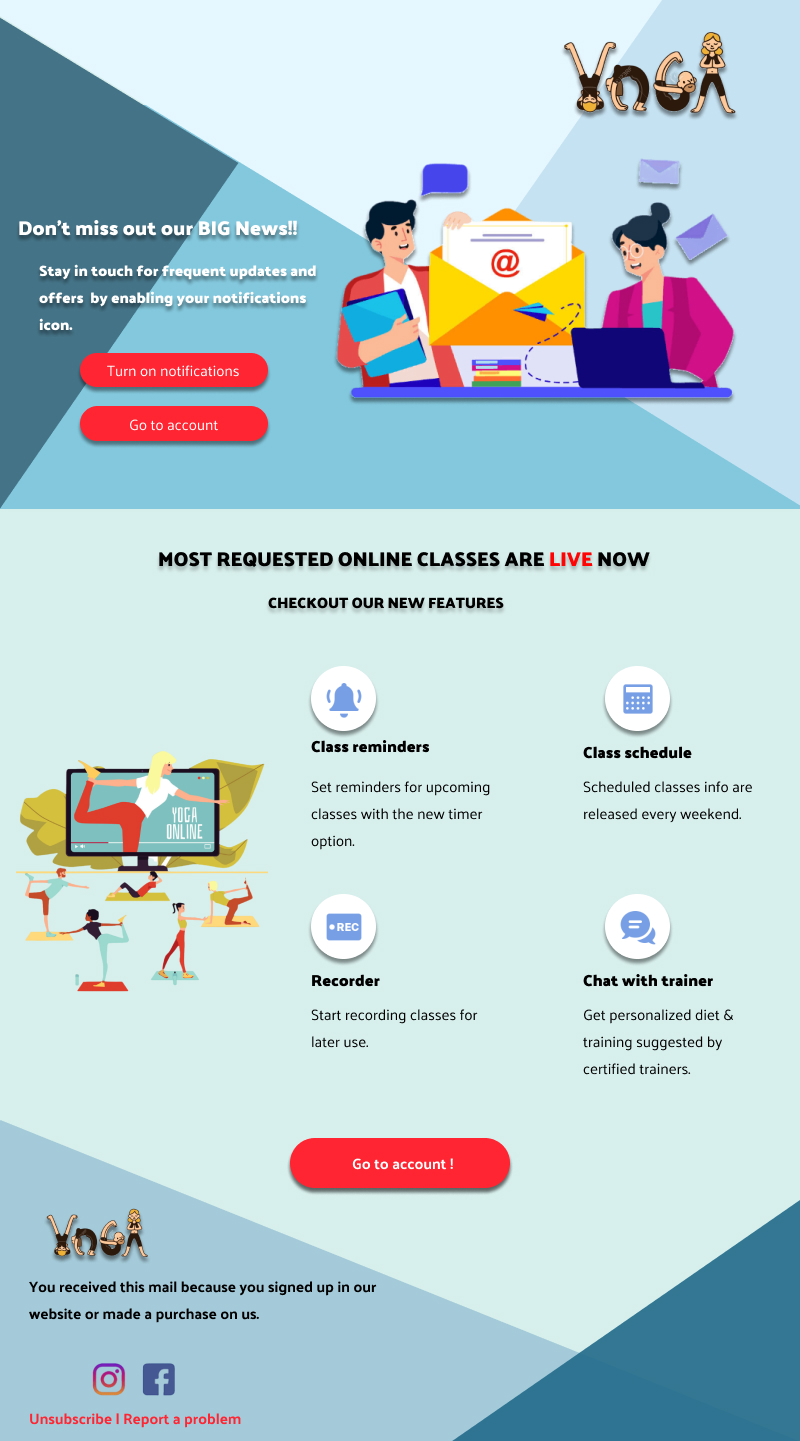 YOGA
@
Don't miss out our BIG News!!
Stay in touch for frequent updates and
offers by enabling your notifications
icon.
Turn on notifications
Go to account
MOST REQUESTED ONLINE CLASSES ARE LIVE NOW
CHECKOUT OUR NEW FEATURES
YOGA
ONLINE
Class reminders
Set reminders for upcoming
classes with the new timer
option.
Class schedule
Scheduled classes info are
released every weekend.
REC
Recorder
Start recording classes for
later use.
Chat with trainer
Get personalized diet &
training suggested by
certified trainers.
Go to account !
YOGA
You received this mail because you signed up in our
website or made a purchase on us.
Unsubscribe l Report a problem